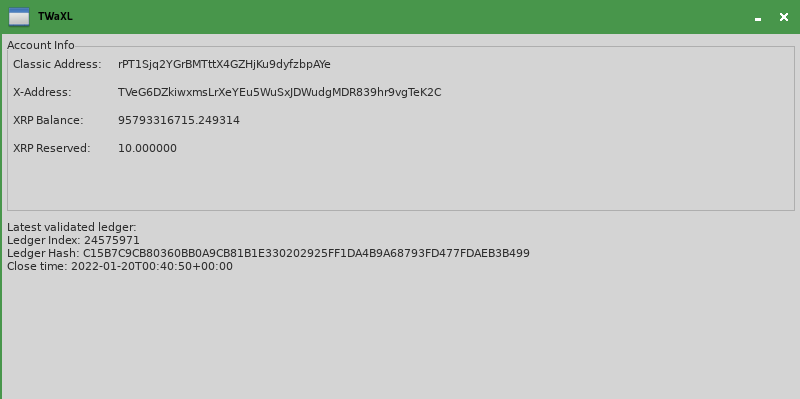 TWaXL
Account Info
Classic Address: rPT1Sjq2YGrBMTttX4GZHjKu9dyfzbpAYe
X-Address: TVeG6DZkiwxmsLrXeYEu5WuSxJDWudgMDR839hr9vgTeK2C
XRP Balance: 95793316715.249314
XRP Reserved: 10.000000
Latest validated ledger:
Ledger Index: 24575971
Ledger Hash: C15B7C9CB80360BB0A9CB81B1E330202925FF1DA4B9A68793FD477FDAEB3B499
Close time: 2022-01-20T00:40:50+00:00